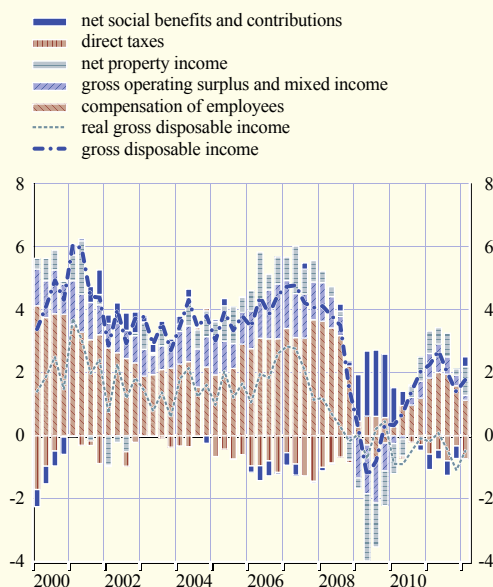 net social benefits and contributions
direct taxes
net property income
gross operating surplus and mixed income
compensation of employees
real gross disposable income
gross disposable income
8 8
6 6
4 4
2 2
0 0
-2 -2
-4 -4
2000 2002 2004 2006 2008 2010